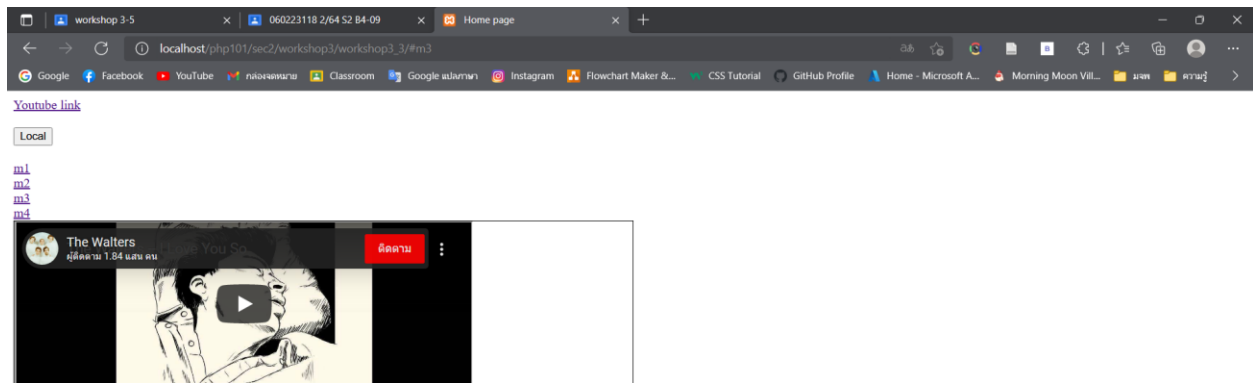 workshop 3-5
060223118 2/64 S2 B4-09
Home page
localhost/php101/sec2/workshop3/workshop3_3/#m3
Google Facebook YouTube กล่องจดหมาย Classroom Google แปลภาษา Instagram Flowchart Maker &... CSS Tutorial GitHub Profile Home - Microsoft A... Morning Moon Vill... มจพ ความรู้
Youtube link
Local
m1
m2
m3
m4
The Walters I Love You So
ผู้ติดตาม 1.84 แสน คน
ติดตาม